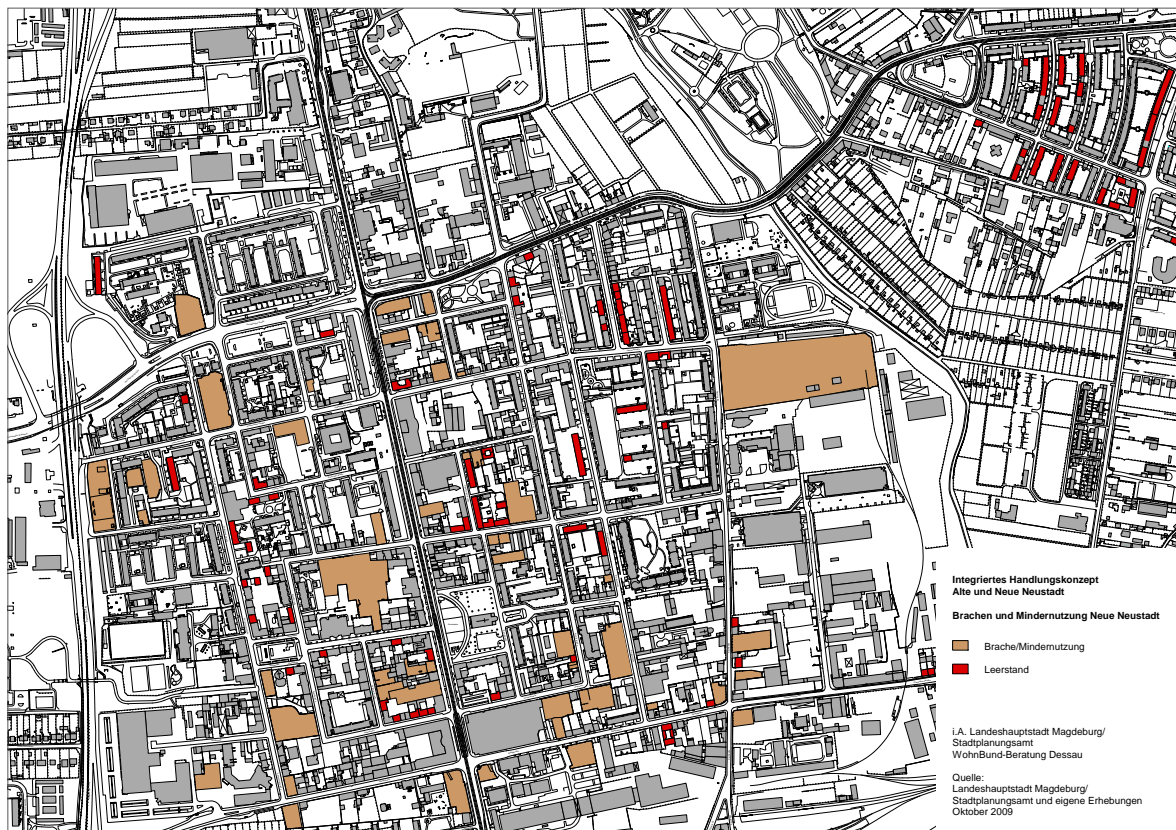 Integriertes Handlungskonzept
Alte und Neue Neustadt
Brachen und Mindernutzung Neue Neustadt
Brache/Mindernutzung
Leerstand
i.A. Landeshauptstadt Magdeburg/
Stadtplanungsamt
WohnBund-Beratung Dessau
Quelle:
Landeshauptstadt Magdeburg/
Stadtplanungsamt und eigene Erhebungen
Oktober 2009